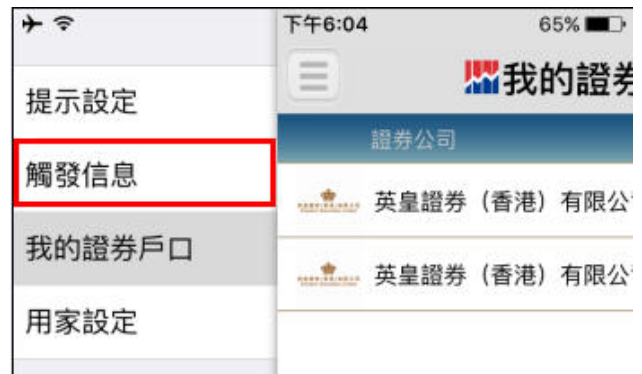 下午6:04 65%
提示設定
觸發信息
我的證券戶口
用家設定
我的證券
證券公司
英皇證券（香港）有限公
英皇證券（香港）有限公